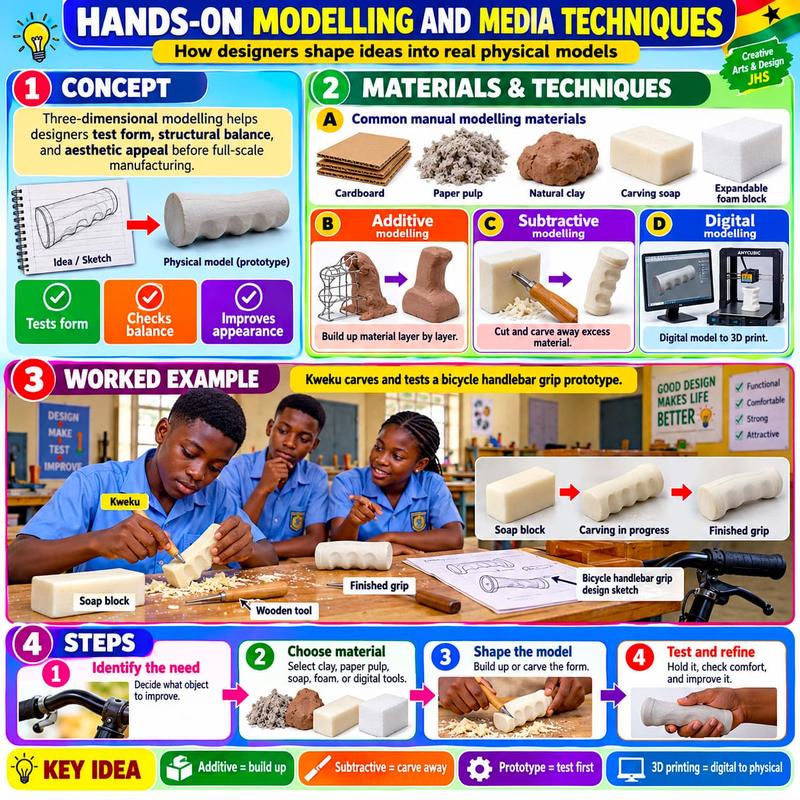 HANDS-ON MODELLING AND MEDIA TECHNIQUES
How designers shape ideas into real physical models
Creative
Arts & Design
JHS
1 CONCEPT
Three-dimensional modelling helps
designers test form, structural balance,
and aesthetic appeal before full-scale
manufacturing.
Idea / Sketch
Physical model (prototype)
Tests form
Checks
balance
Improves
appearance
2 MATERIALS & TECHNIQUES
A Common manual modelling materials
Cardboard
Paper pulp
Natural clay
Carving soap
Expandable
foam block
B Additive
modelling
Build up material layer by layer.
C Subtractive
modelling
Cut and carve away excess
material.
D Digital
modelling
ANYCUBIC
Digital model to 3D print.
3 WORKED EXAMPLE
Kweku carves and tests a bicycle handlebar grip prototype.
DESIGN
MAKE
TEST
IMPROVE
GOOD DESIGN
MAKES LIFE
BETTER
Functional
Comfortable
Strong
Attractive
Kweku
Soap block
Carving in progress
Finished grip
Soap block
Wooden tool
Finished grip
Bicycle handlebar grip
design sketch
4 STEPS
1 Identify the need
Decide what object
to improve.
2 Choose material
Select clay, paper pulp,
soap, foam, or digital tools.
3 Shape the model
Build up or carve the form.
4 Test and refine
Hold it, check comfort,
and improve it.
KEY IDEA
Additive = build up
Subtractive = carve away
Prototype = test first
3D printing = digital to physical